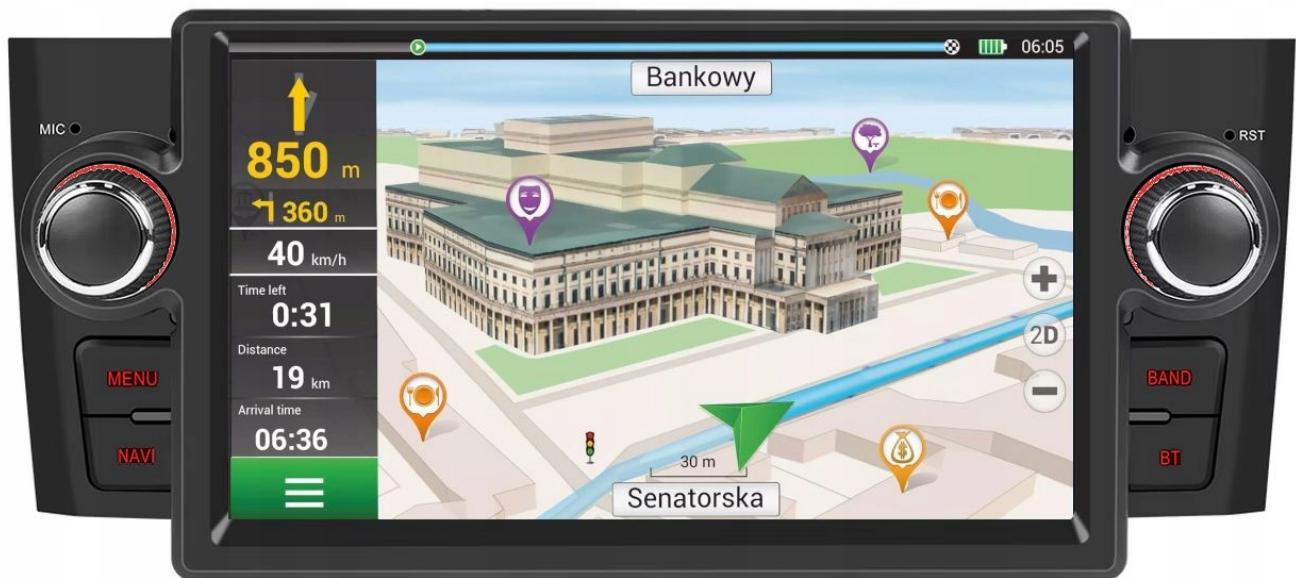 06:05
Bankowy
MIC
RST
850 m
360 m
40 km/h
Time left
0:31
Distance
19 km
Arrival time
06:36
2D
30 m
Senatorska
MENU
NAVI
BAND
BT